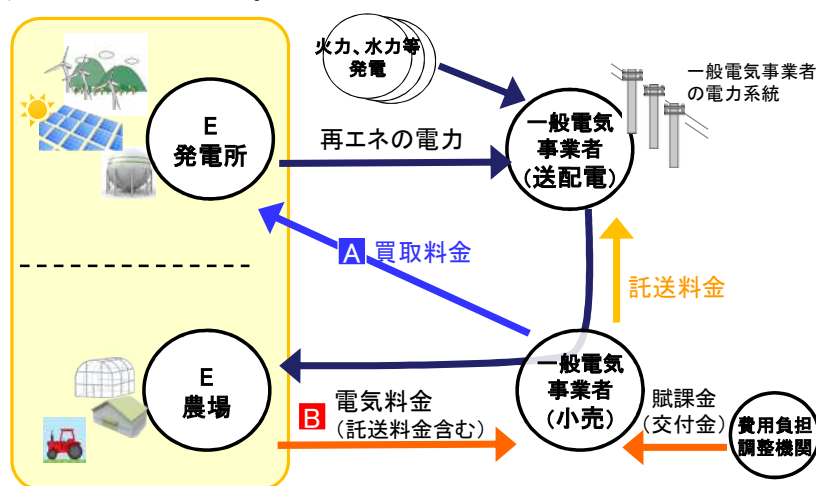 火力、水力等
発電
一般電気事業者
の電力系統
E
発電所
再エネの電力
一般電気
事業者
(送配電)
A 買取料金
託送料金
E
農場
B 電気料金
(託送料金含む)
一般電気
事業者
(小売)
賦課金
(交付金)
費用負担
調整機関